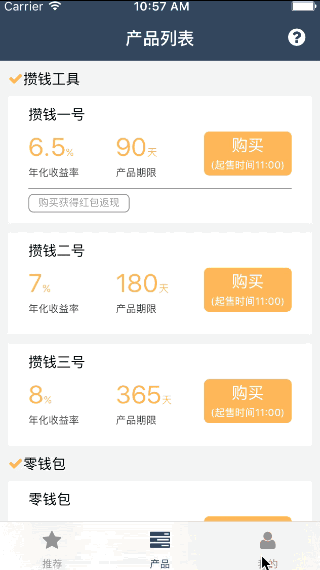 Carrier 10:57 AM
产品列表 ?
攒钱工具
攒钱一号
6.5% 90天 购买
(起售时间11:00)
年化收益率 产品期限
购买获得红包返现
攒钱二号
7% 180天 购买
(起售时间11:00)
年化收益率 产品期限
攒钱三号
8% 365天 购买
(起售时间11:00)
年化收益率 产品期限
零钱包
零钱包
推荐 产品 我的